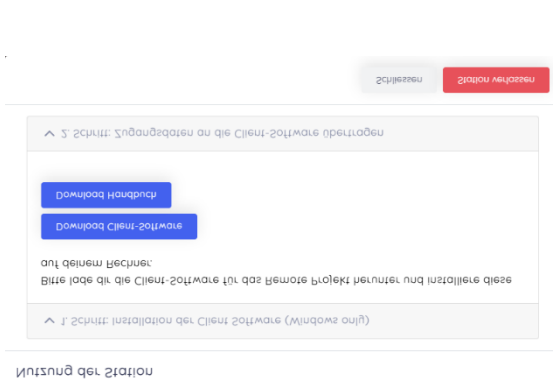 Nutzung der Station
1. Schritt: Installation der Client Software (Windows only)
Bitte lade dir die Client-Software für das Remote Projekt herunter und installiere diese
auf deinem Rechner.
Download Client-Software
Download Handbuch
2. Schritt: Zugangsdaten an die Client-Software übertragen
Schliessen
Station verlassen